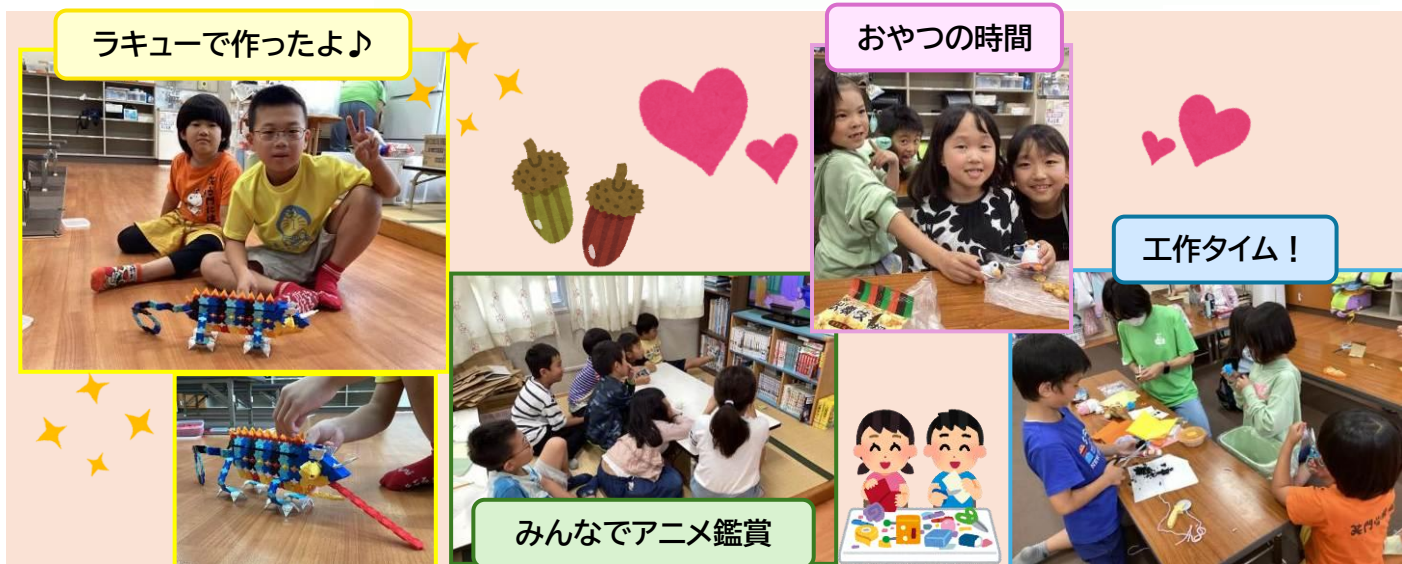 ラキューで作ったよ♪
おやつの時間
工作タイム！
みんなでアニメ鑑賞